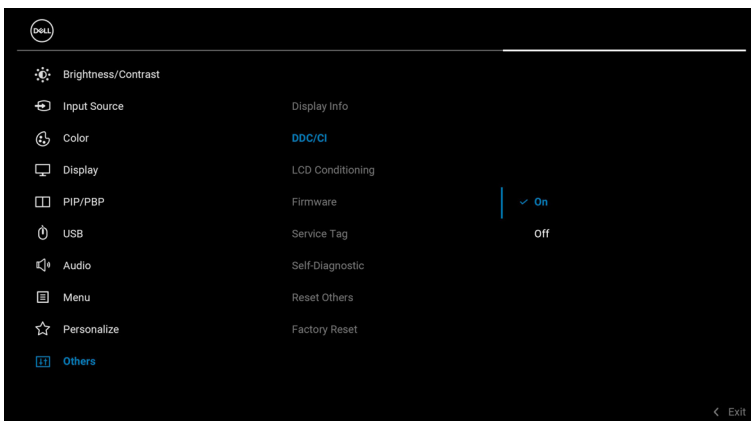 DELL
Brightness/Contrast
Input Source
Color
Display
PIP/PBP
USB
Audio
Menu
Personalize
Others
Display Info
DDC/CI
LCD Conditioning
Firmware
Service Tag
Self-Diagnostic
Reset Others
Factory Reset
On
Off
Exit